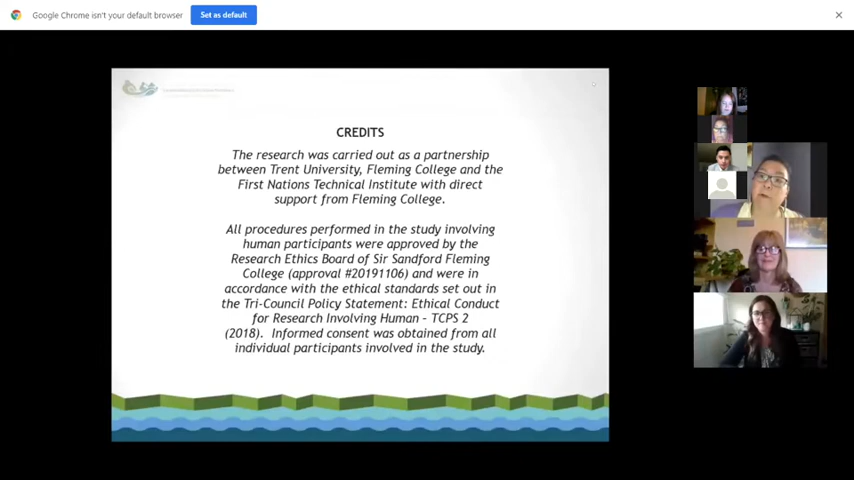 Google Chrome isn't your default browser
Set as default
CREDITS
The research was carried out as a partnership
between Trent University, Fleming College and the
First Nations Technical Institute with direct
support from Fleming College.
All procedures performed in the study involving
human participants were approved by the
Research Ethics Board of Sir Sandford Fleming
College (approval #20191106) and were in
accordance with the ethical standards set out in
the Tri-Council Policy Statement: Ethical Conduct
for Research Involving Human – TCPS 2
(2018). Informed consent was obtained from all
individual participants involved in the study.